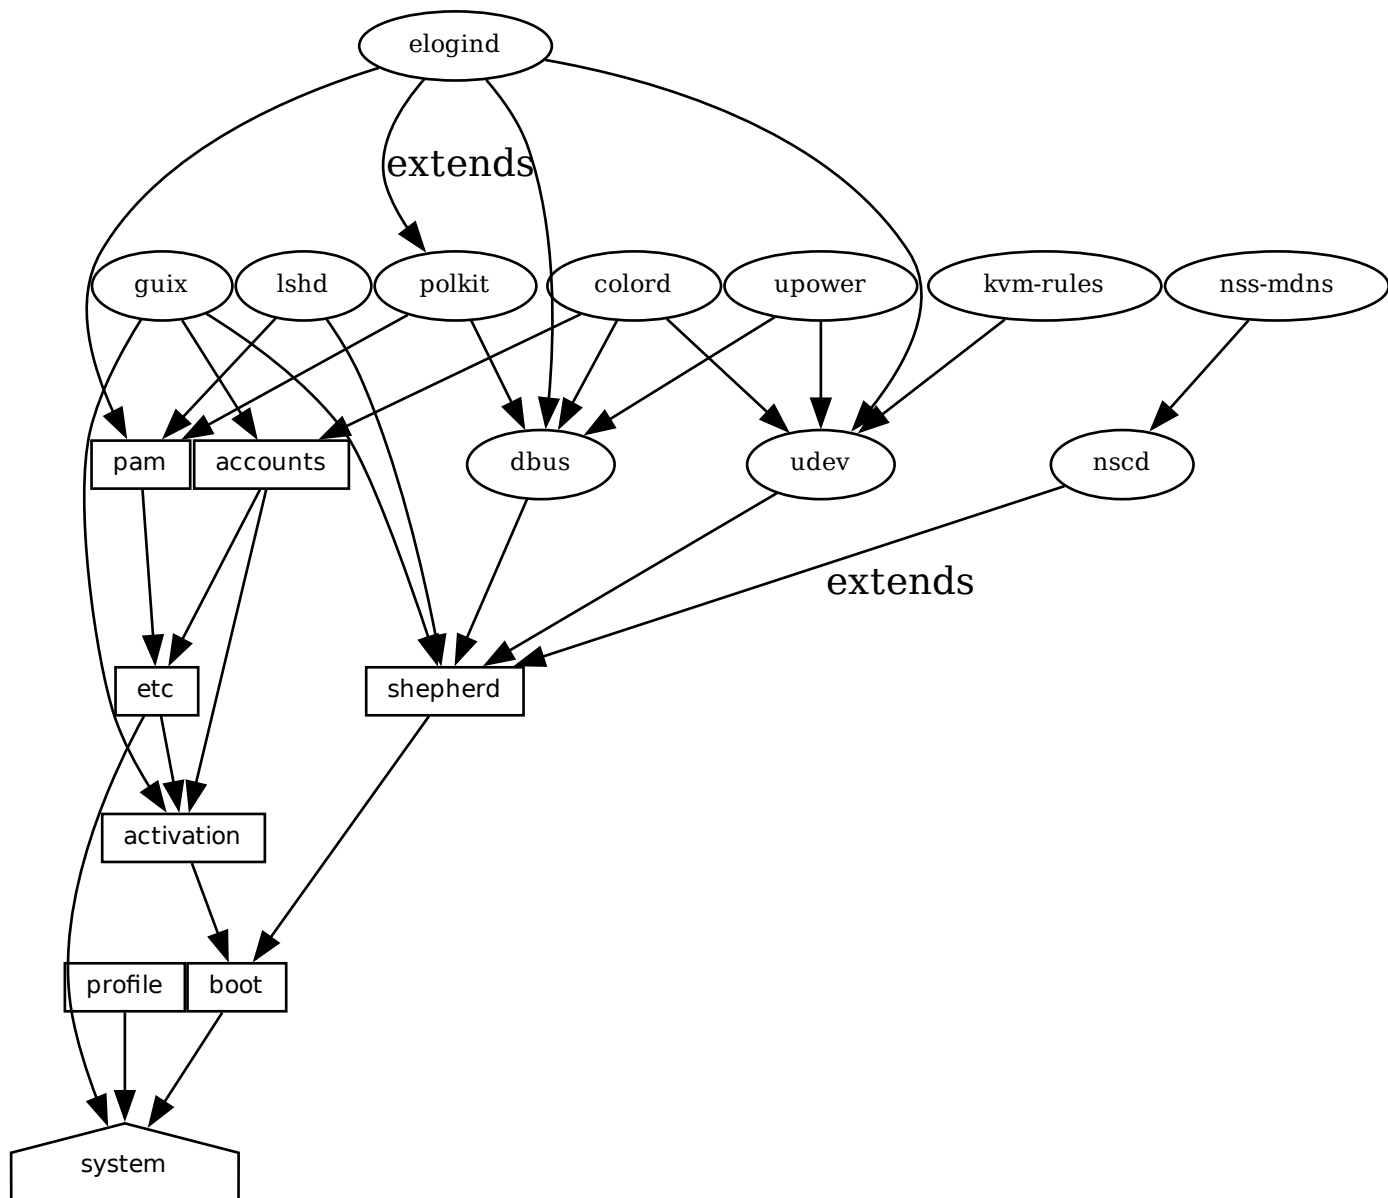 elogind
extends
guix
lshd
polkit
colord
upower
kvm-rules
nss-mdns
pam
accounts
dbus
udev
nscd
extends
etc
shepherd
activation
profile
boot
system